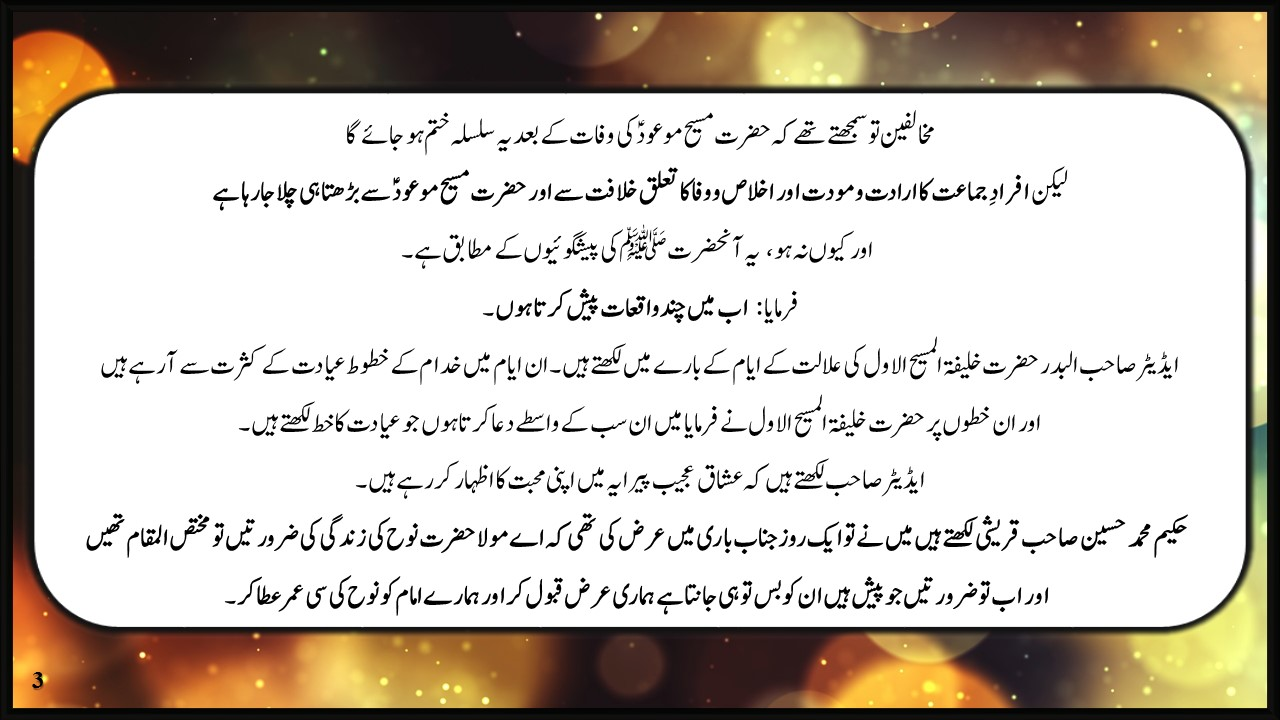 مخالفین تو سمجھتے تھے کہ حضرت مسیح موعودؑ کی وفات کے بعد یہ سلسلہ ختم ہو جائے گا
لیکن افرادِ جماعت کا ارادت و مودت اور اخلاص و وفا کا تعلق خلافت سے اور حضرت مسیح موعودؑ سے بڑھتا ہی چلا جا رہا ہے
اور کیوں نہ ہو، یہ آنحضرت ﷺ کی پیشگوئیوں کے مطابق ہے۔
فرمایا: اب میں چند واقعات پیش کرتا ہوں۔
ایڈیٹر صاحب البدر حضرت خلیفۃ المسیح الاول کی علالت کے ایام کے بارے میں لکھتے ہیں۔ ان ایام میں خدام کے خطوط عیادت کے کثرت سے آ رہے ہیں
اور ان خطوں پر حضرت خلیفۃ المسیح الاول نے فرمایا میں ان سب کے واسطے دعا کرتا ہوں جو عیادت کا خط لکھتے ہیں۔
ایڈیٹر صاحب لکھتے ہیں کہ عشاق عجیب پیرایہ میں اپنی محبت کا اظہار کر رہے ہیں۔
حکیم محمد حسین صاحب قریشی لکھتے ہیں میں نے تو ایک روز جناب باری میں عرض کی تھی کہ اے مولا حضرت نوح کی زندگی کی ضرورتیں تو مختص المقام تھیں
اور اب تو ضرورتیں جو پیش ہیں ان کو بس تو ہی جانتا ہے ہماری عرض قبول کر اور ہمارے امام کو نوح کی سی عمر عطا کر۔
3